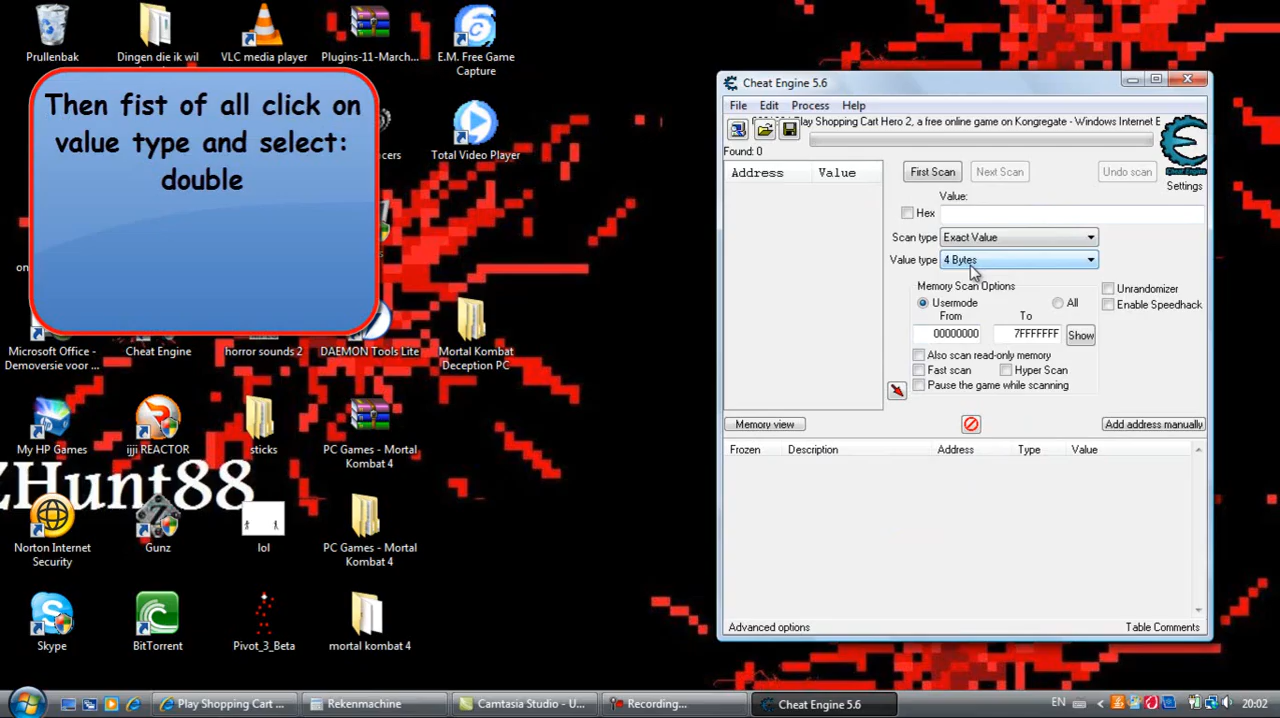 Prullenbak
Dingen die ik wil
VLC media player
Plugins-11-March...
E.M. Free Game
Capture
Then fist of all click on
value type and select:
double
Total Video Player
Microsoft Office -
Demoversie voor ...
Cheat Engine
horror sounds 2
DAEMON Tools Lite
Mortal Kombat
Deception PC
My HP Games
ijji REACTOR
sticks
PC Games - Mortal
Kombat 4
ZHunt88
Norton Internet
Security
Gunz
lol
PC Games - Mortal
Kombat 4
Skype
BitTorrent
Pivot_3_Beta
mortal kombat 4
Cheat Engine 5.6
File Edit Process Help
Play Shopping Cart Hero 2, a free online game on Kongregate - Windows Internet E
Found: 0
Address Value
First Scan Next Scan Undo scan
Settings
Value:
Hex
Scan type Exact Value
Value type 4 Bytes
Memory Scan Options
Unrandomizer
Usermode All
Enable Speedhack
From To
00000000 7FFFFFFF Show
Also scan read-only memory
Fast scan Hyper Scan
Pause the game while scanning
Memory view Add address manually
Frozen Description Address Type Value
Advanced options Table Comments
Play Shopping Cart ...
Rekenmachine
Camtasia Studio - U...
Recording...
Cheat Engine 5.6
EN
20:02